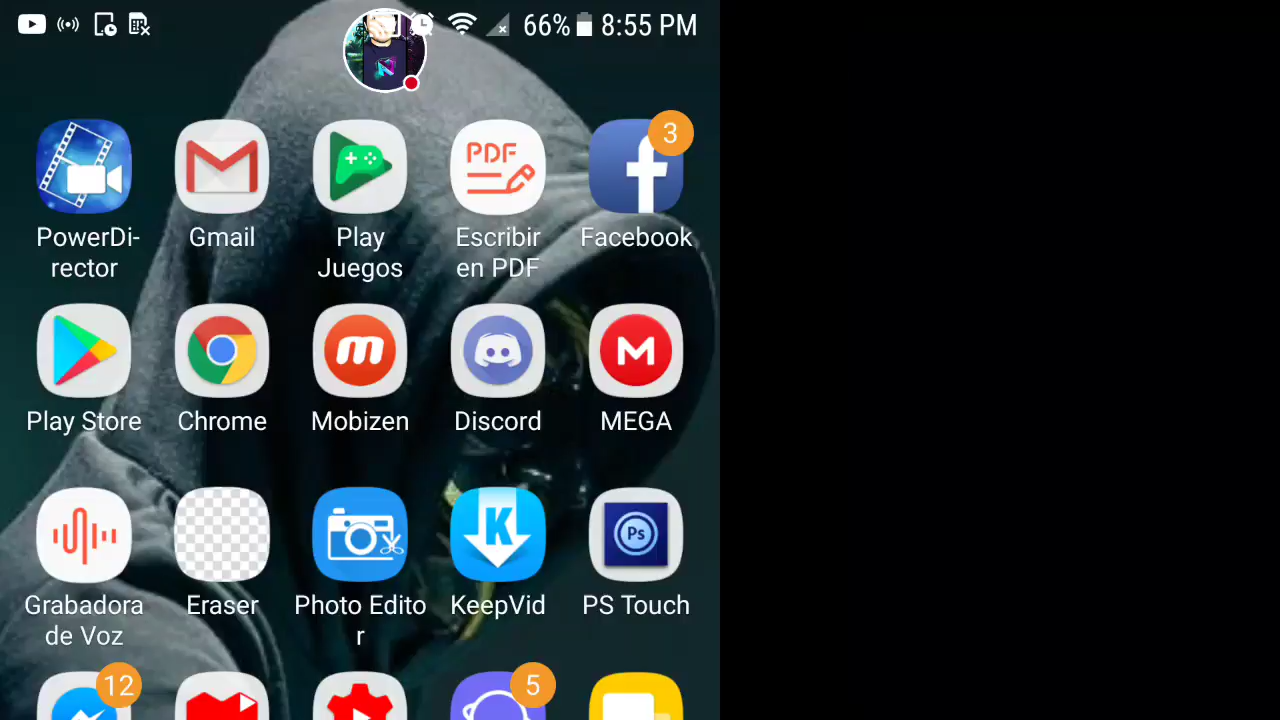 66% 8:55 PM
3
PDF
PowerDi-
rector
Gmail
Play
Juegos
Escribir
en PDF
Facebook
Play Store
Chrome
Mobizen
Discord
MEGA
K
Ps
Grabadora
de Voz
Eraser
Photo Edito
r
KeepVid
PS Touch
12
5